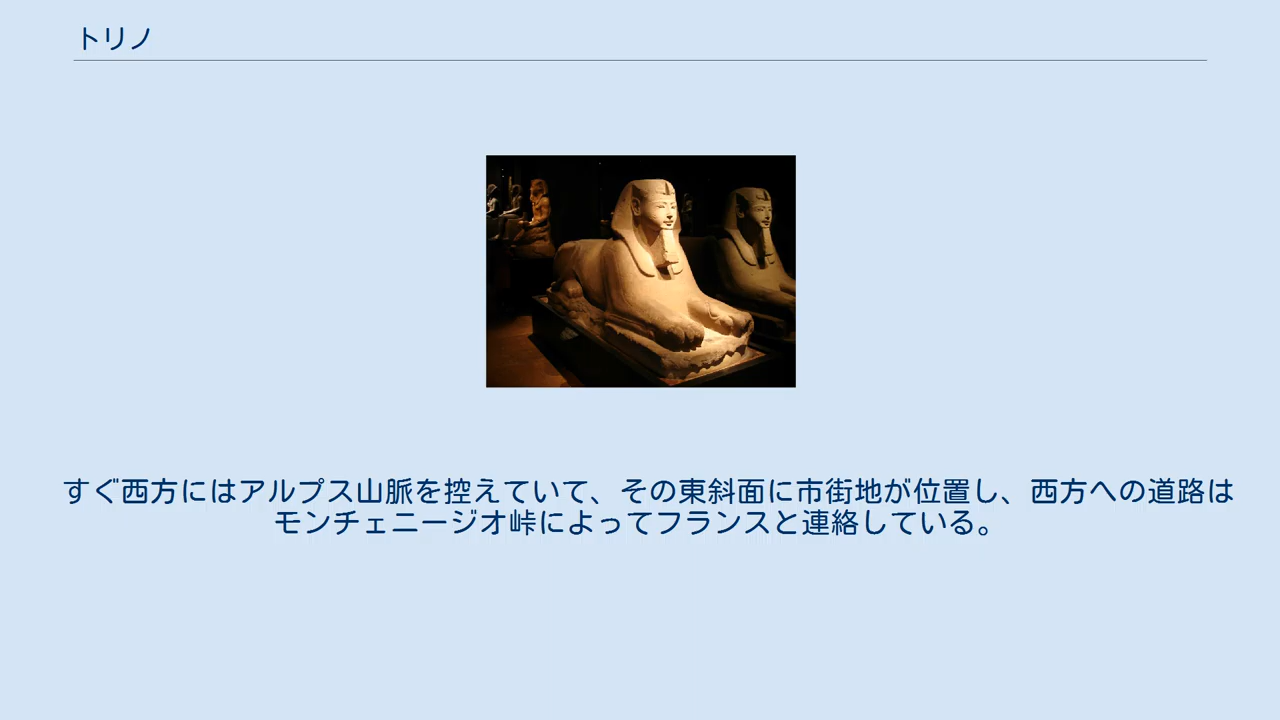 トリノ
すぐ西方にはアルプス山脈を控えていて、その東斜面に市街地が位置し、西方への道路は
モンチェニージオ峠によってフランスと連絡している。